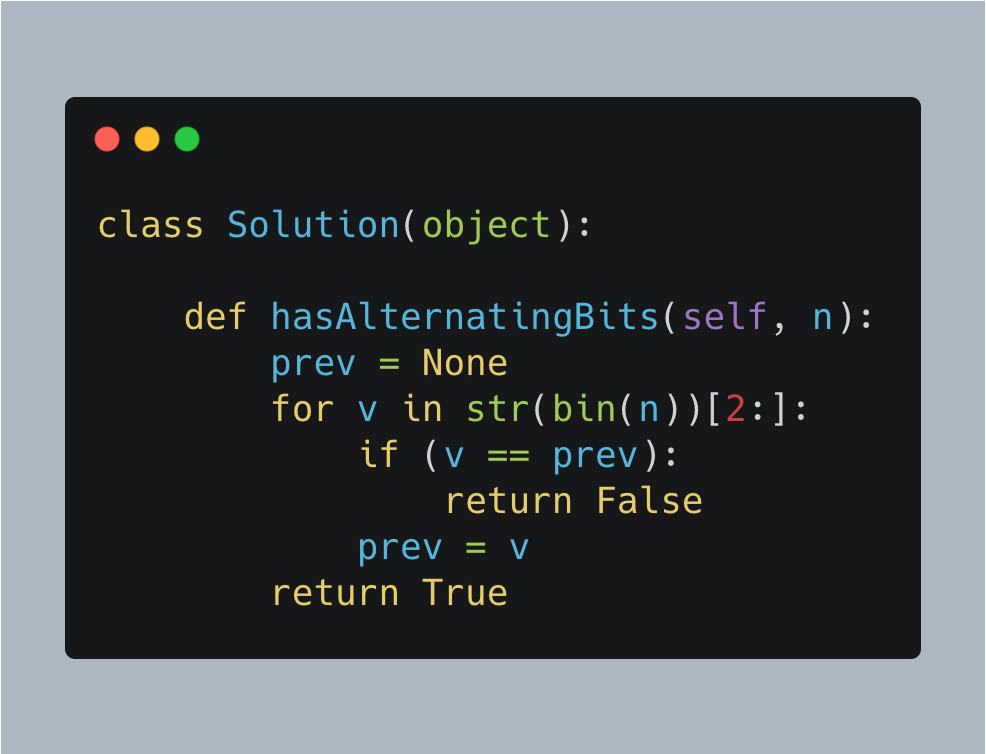 class Solution(object):
    def hasAlternatingBits(self, n):
        prev = None
        for v in str(bin(n))[2:]:
            if (v == prev):
                return False
            prev = v
        return True